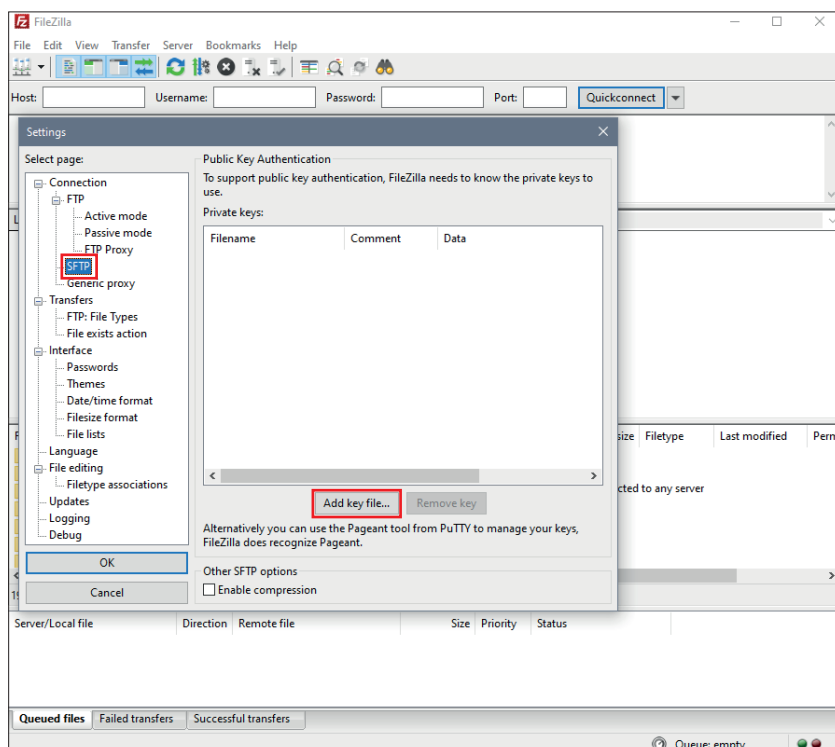 FileZilla
File Edit View Transfer Server Bookmarks Help
Host: Username: Password: Port: Quickconnect
Settings
Select page:
Connection
FTP
Active mode
Passive mode
FTP Proxy
SFTP
Generic proxy
Transfers
FTP: File Types
File exists action
Interface
Passwords
Themes
Date/time format
Filesize format
File lists
Language
File editing
Filetype associations
Updates
Logging
Debug
OK
Cancel
Public Key Authentication
To support public key authentication, FileZilla needs to know the private keys to
use.
Private keys:
Filename Comment Data
Add key file... Remove key
Alternatively you can use the Pageant tool from PuTTY to manage your keys,
FileZilla does recognize Pageant.
Other SFTP options
Enable compression
size Filetype Last modified Perm
cted to any server
Server/Local file Direction Remote file Size Priority Status
Queued files Failed transfers Successful transfers
Queue: empty